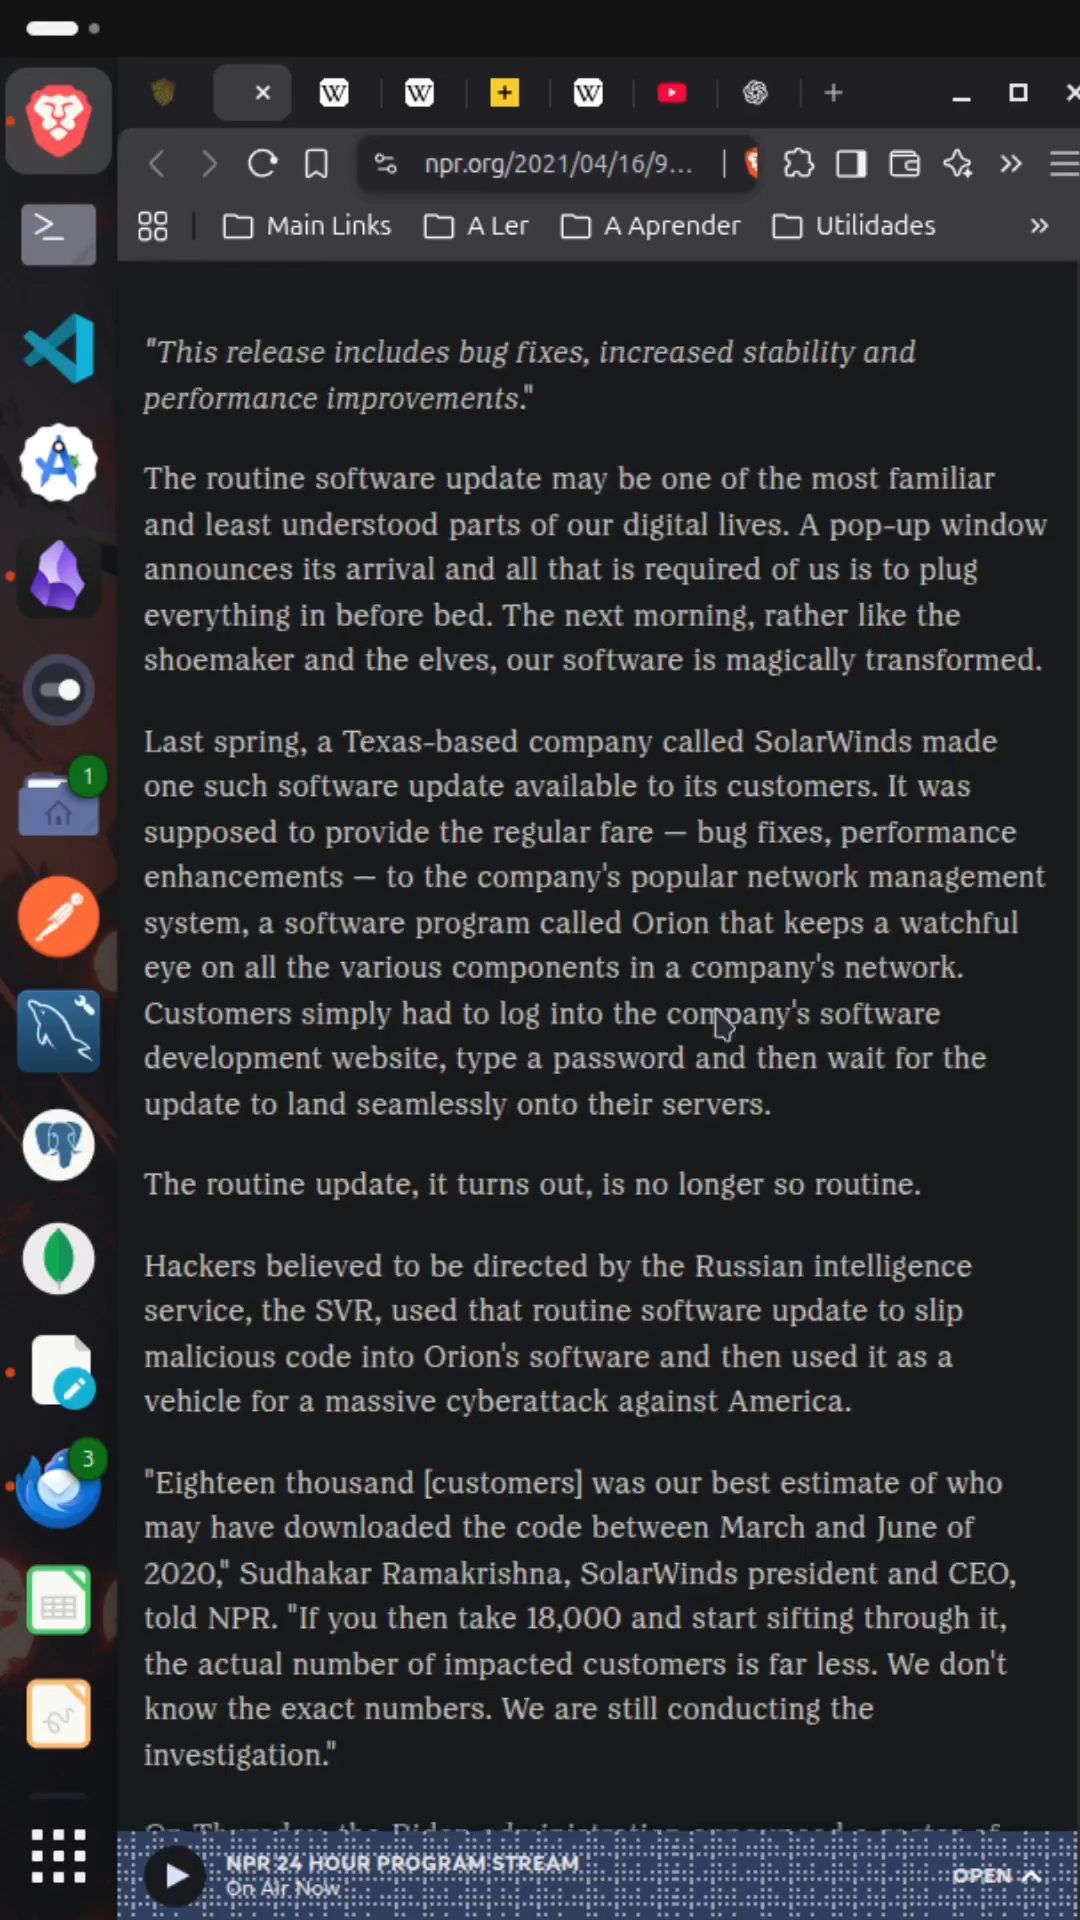 npr.org/2021/04/16/9...
Main Links
A Ler
A Aprender
Utilidades
"This release includes bug fixes, increased stability and
performance improvements."
The routine software update may be one of the most familiar
and least understood parts of our digital lives. A pop-up window
announces its arrival and all that is required of us is to plug
everything in before bed. The next morning, rather like the
shoemaker and the elves, our software is magically transformed.
Last spring, a Texas-based company called SolarWinds made
one such software update available to its customers. It was
supposed to provide the regular fare — bug fixes, performance
enhancements — to the company's popular network management
system, a software program called Orion that keeps a watchful
eye on all the various components in a company's network.
Customers simply had to log into the company's software
development website, type a password and then wait for the
update to land seamlessly onto their servers.
The routine update, it turns out, is no longer so routine.
Hackers believed to be directed by the Russian intelligence
service, the SVR, used that routine software update to slip
malicious code into Orion's software and then used it as a
vehicle for a massive cyberattack against America.
"Eighteen thousand [customers] was our best estimate of who
may have downloaded the code between March and June of
2020," Sudhakar Ramakrishna, SolarWinds president and CEO,
told NPR. "If you then take 18,000 and start sifting through it,
the actual number of impacted customers is far less. We don't
know the exact numbers. We are still conducting the
investigation."
On Thursday, the Biden administration announced a roster of
NPR 24 HOUR PROGRAM STREAM
On Air Now
OPEN
1
3